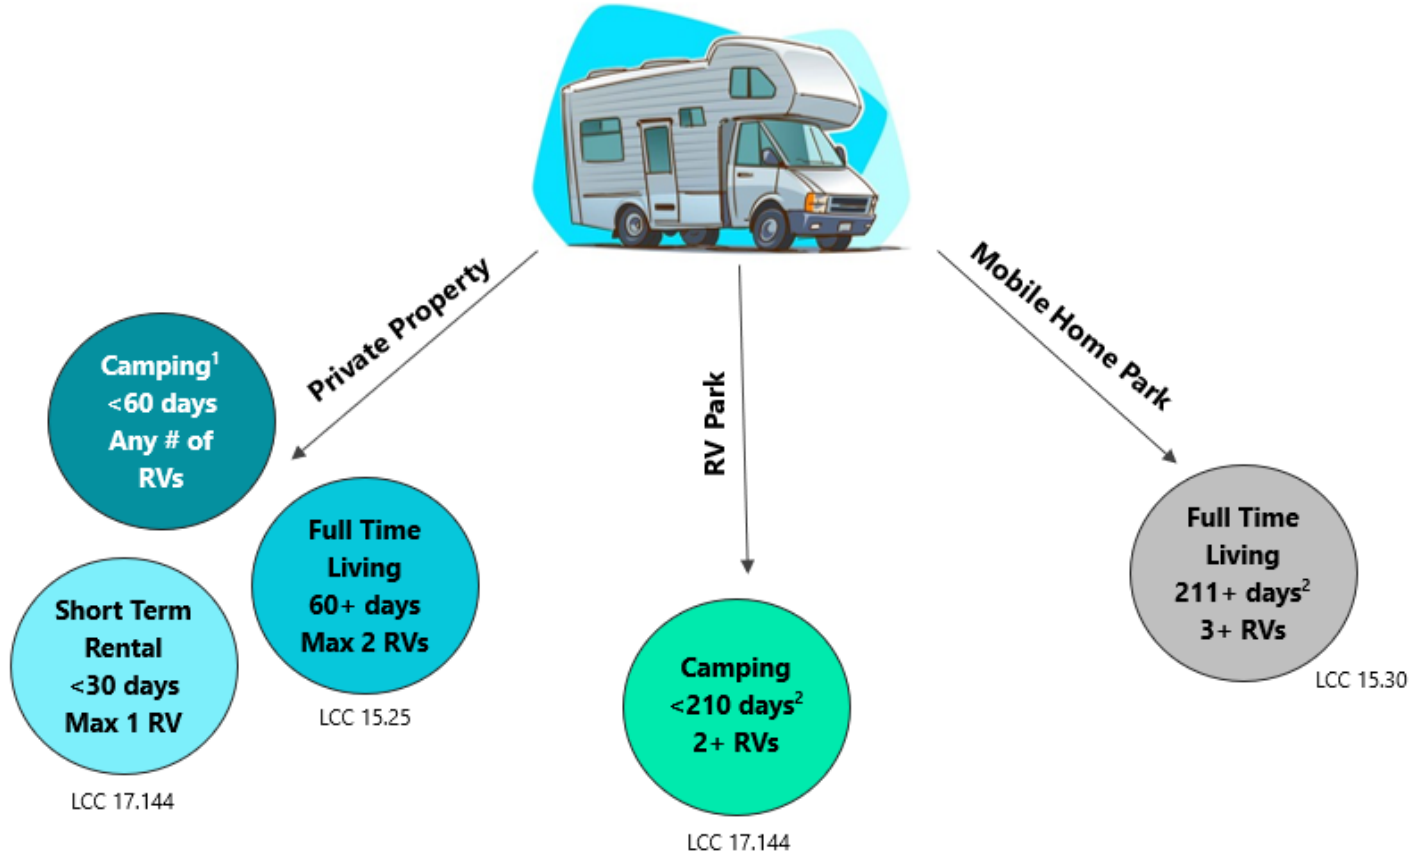 Private Property
RV Park
Mobile Home Park
Camping¹
<60 days
Any # of
RVs
Full Time
Living
60+ days
Max 2 RVs
LCC 15.25
Short Term
Rental
<30 days
Max 1 RV
LCC 17.144
Camping
<210 days²
2+ RVs
LCC 17.144
Full Time
Living
211+ days²
3+ RVs
LCC 15.30